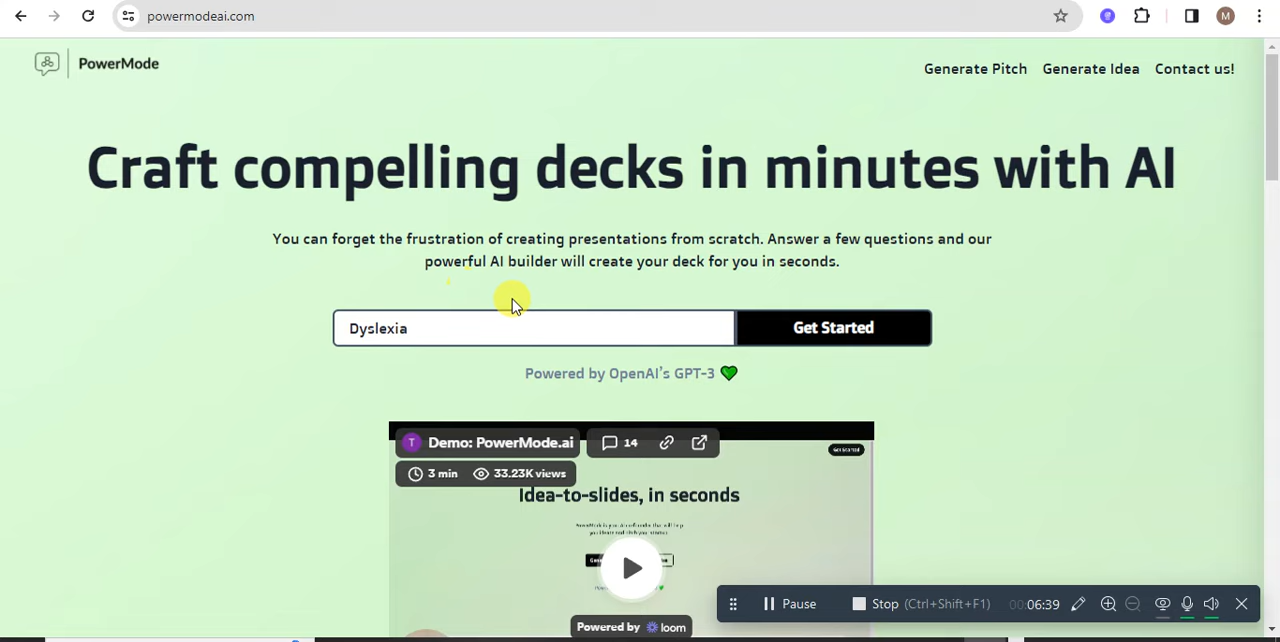 powermodeai.com
M
PowerMode
Generate Pitch Generate Idea Contact us!
Craft compelling decks in minutes with AI
You can forget the frustration of creating presentations from scratch. Answer a few questions and our
powerful AI builder will create your deck for you in seconds.
Dyslexia
Get Started
Powered by OpenAI's GPT-3
T Demo: PowerMode.ai 14
3 min 33.23K views
Get Started
Idea-to-slides, in seconds
Powered by loom
Pause Stop (Ctrl+Shift+F1) 00:06:39